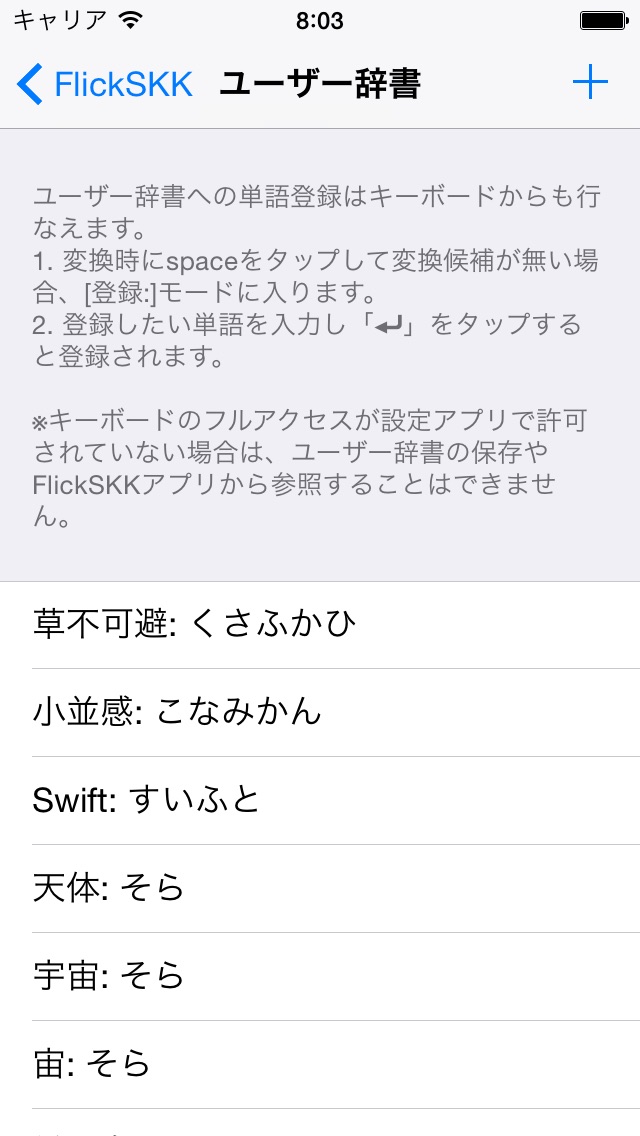 キャリア 8:03
FlickSKK ユーザー辞書
ユーザー辞書への単語登録はキーボードからも行
なえます。
1. 変換時にspaceをタップして変換候補が無い場
合、[登録:]モードに入ります。
2. 登録したい単語を入力し「↵」をタップする
と登録されます。
※キーボードのフルアクセスが設定アプリで許可
されていない場合は、ユーザー辞書の保存や
FlickSKKアプリから参照することはできませ
ん。
草不可避: くさふかひ
小並感: こなみかん
Swift: すいふと
天体: そら
宇宙: そら
宙: そら